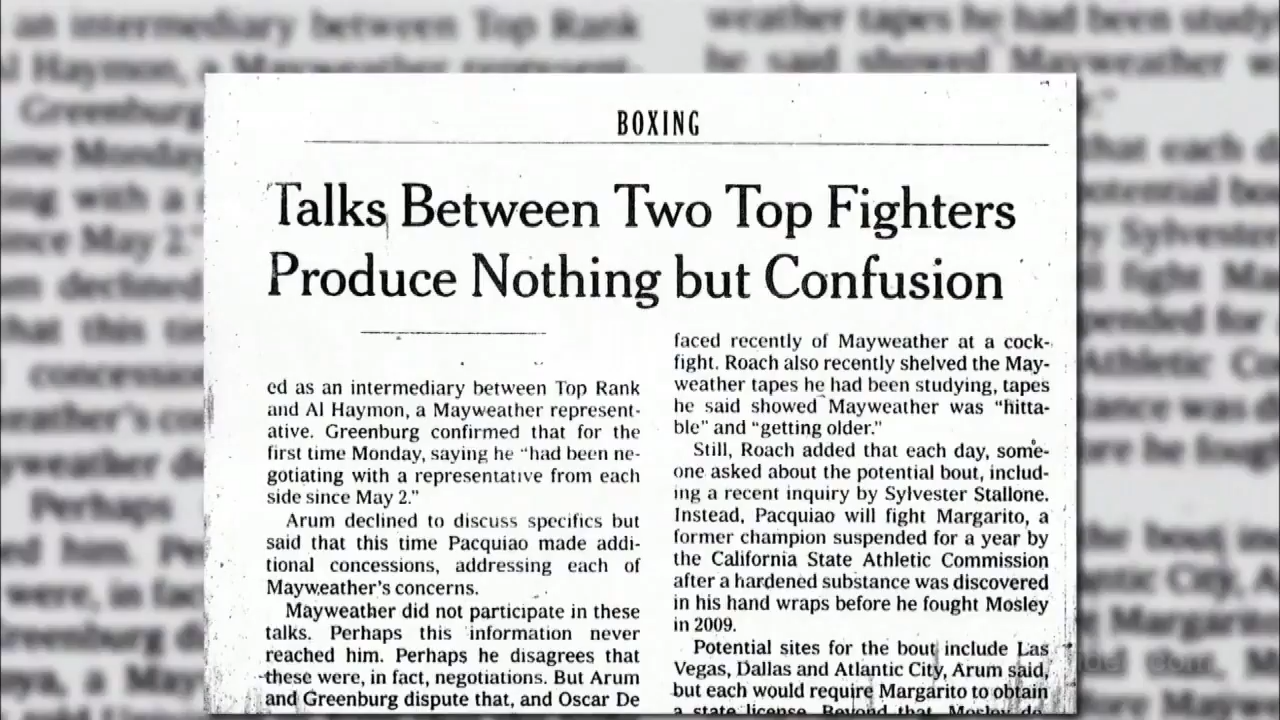 BOXING
Talks Between Two Top Fighters
Produce Nothing but Confusion
ed as an intermediary between Top Rank
and Al Haymon, a Mayweather represent-
ative. Greenburg confirmed that for the
first time Monday, saying he “had been ne-
gotiating with a representative from each
side since May 2.”
Arum declined to discuss specifics but
said that this time Pacquiao made addi-
tional concessions, addressing each of
Mayweather's concerns.
Mayweather did not participate in these
talks. Perhaps this information never
reached him. Perhaps he disagrees that
these were, in fact, negotiations. But Arum
and Greenburg dispute that, and Oscar De
faced recently of Mayweather at a cock-
fight. Roach also recently shelved the May-
weather tapes he had been studying, tapes
he said showed Mayweather was “hitta-
ble” and “getting older.”
Still, Roach added that each day, some-
one asked about the potential bout, includ-
ing a recent inquiry by Sylvester Stallone.
Instead, Pacquiao will fight Margarito, a
former champion suspended for a year by
the California State Athletic Commission
after a hardened substance was discovered
in his hand wraps before he fought Mosley
in 2009.
Potential sites for the bout include Las
Vegas, Dallas and Atlantic City, Arum said,
but each would require Margarito to obtain
a state license. Beyond that, Mosley